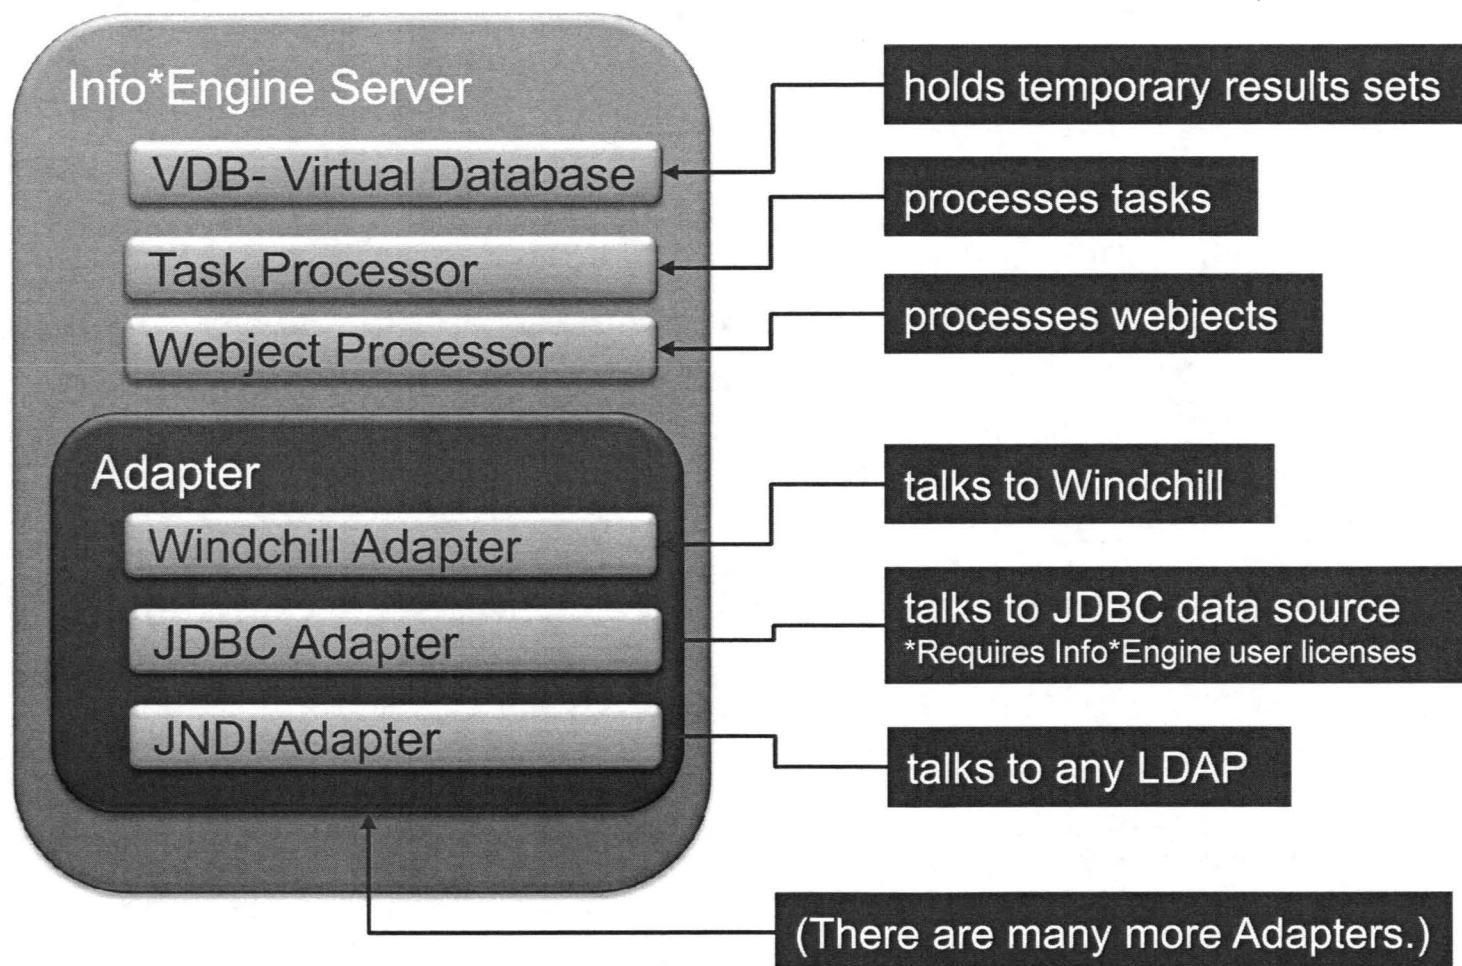 Info*Engine Server
holds temporary results sets
VDB- Virtual Database
processes tasks
Task Processor
processes webjects
Webject Processor
Adapter
talks to Windchill
Windchill Adapter
talks to JDBC data source
*Requires Info*Engine user licenses
JDBC Adapter
JNDI Adapter
talks to any LDAP
(There are many more Adapters.)